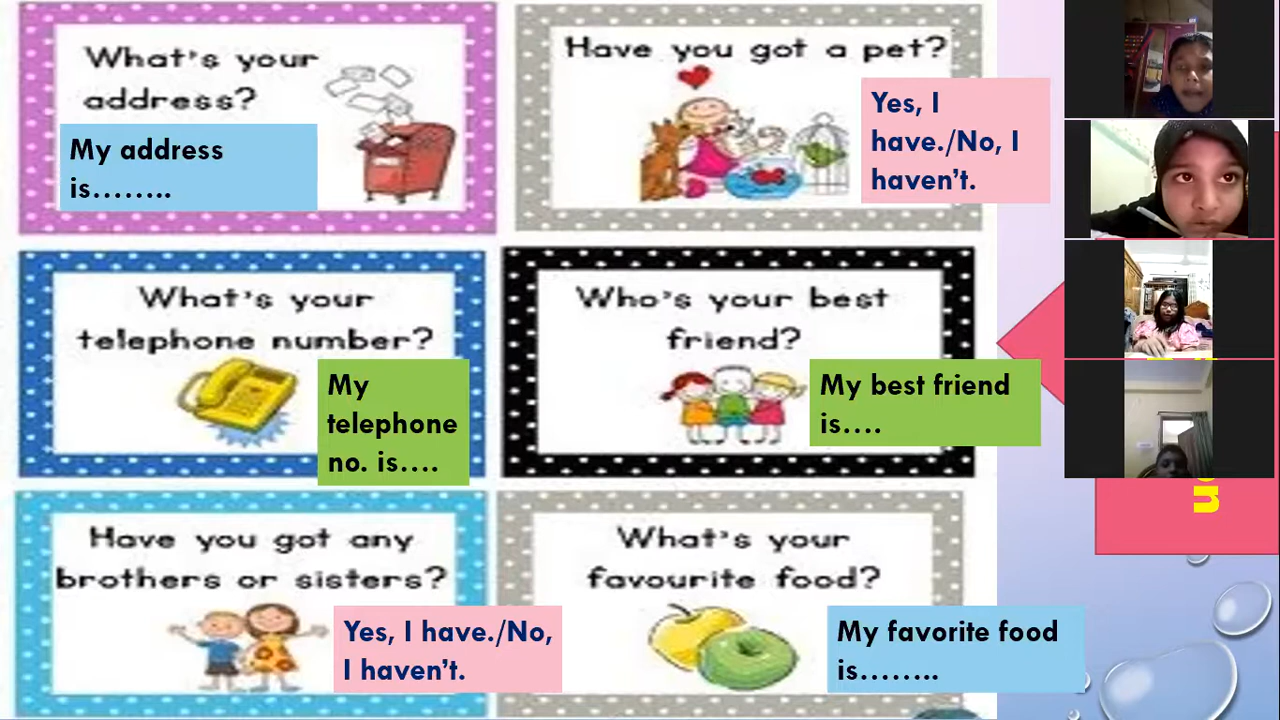 What's your
address?
My address
is........
Have you got a pet?
Yes, I
have./No, I
haven't.
What's your
telephone number?
My
telephone
no. is....
Who's your best
friend?
My best friend
is....
Have you got any
brothers or sisters?
Yes, I have./No,
I haven't.
What's your
favourite food?
My favorite food
is........